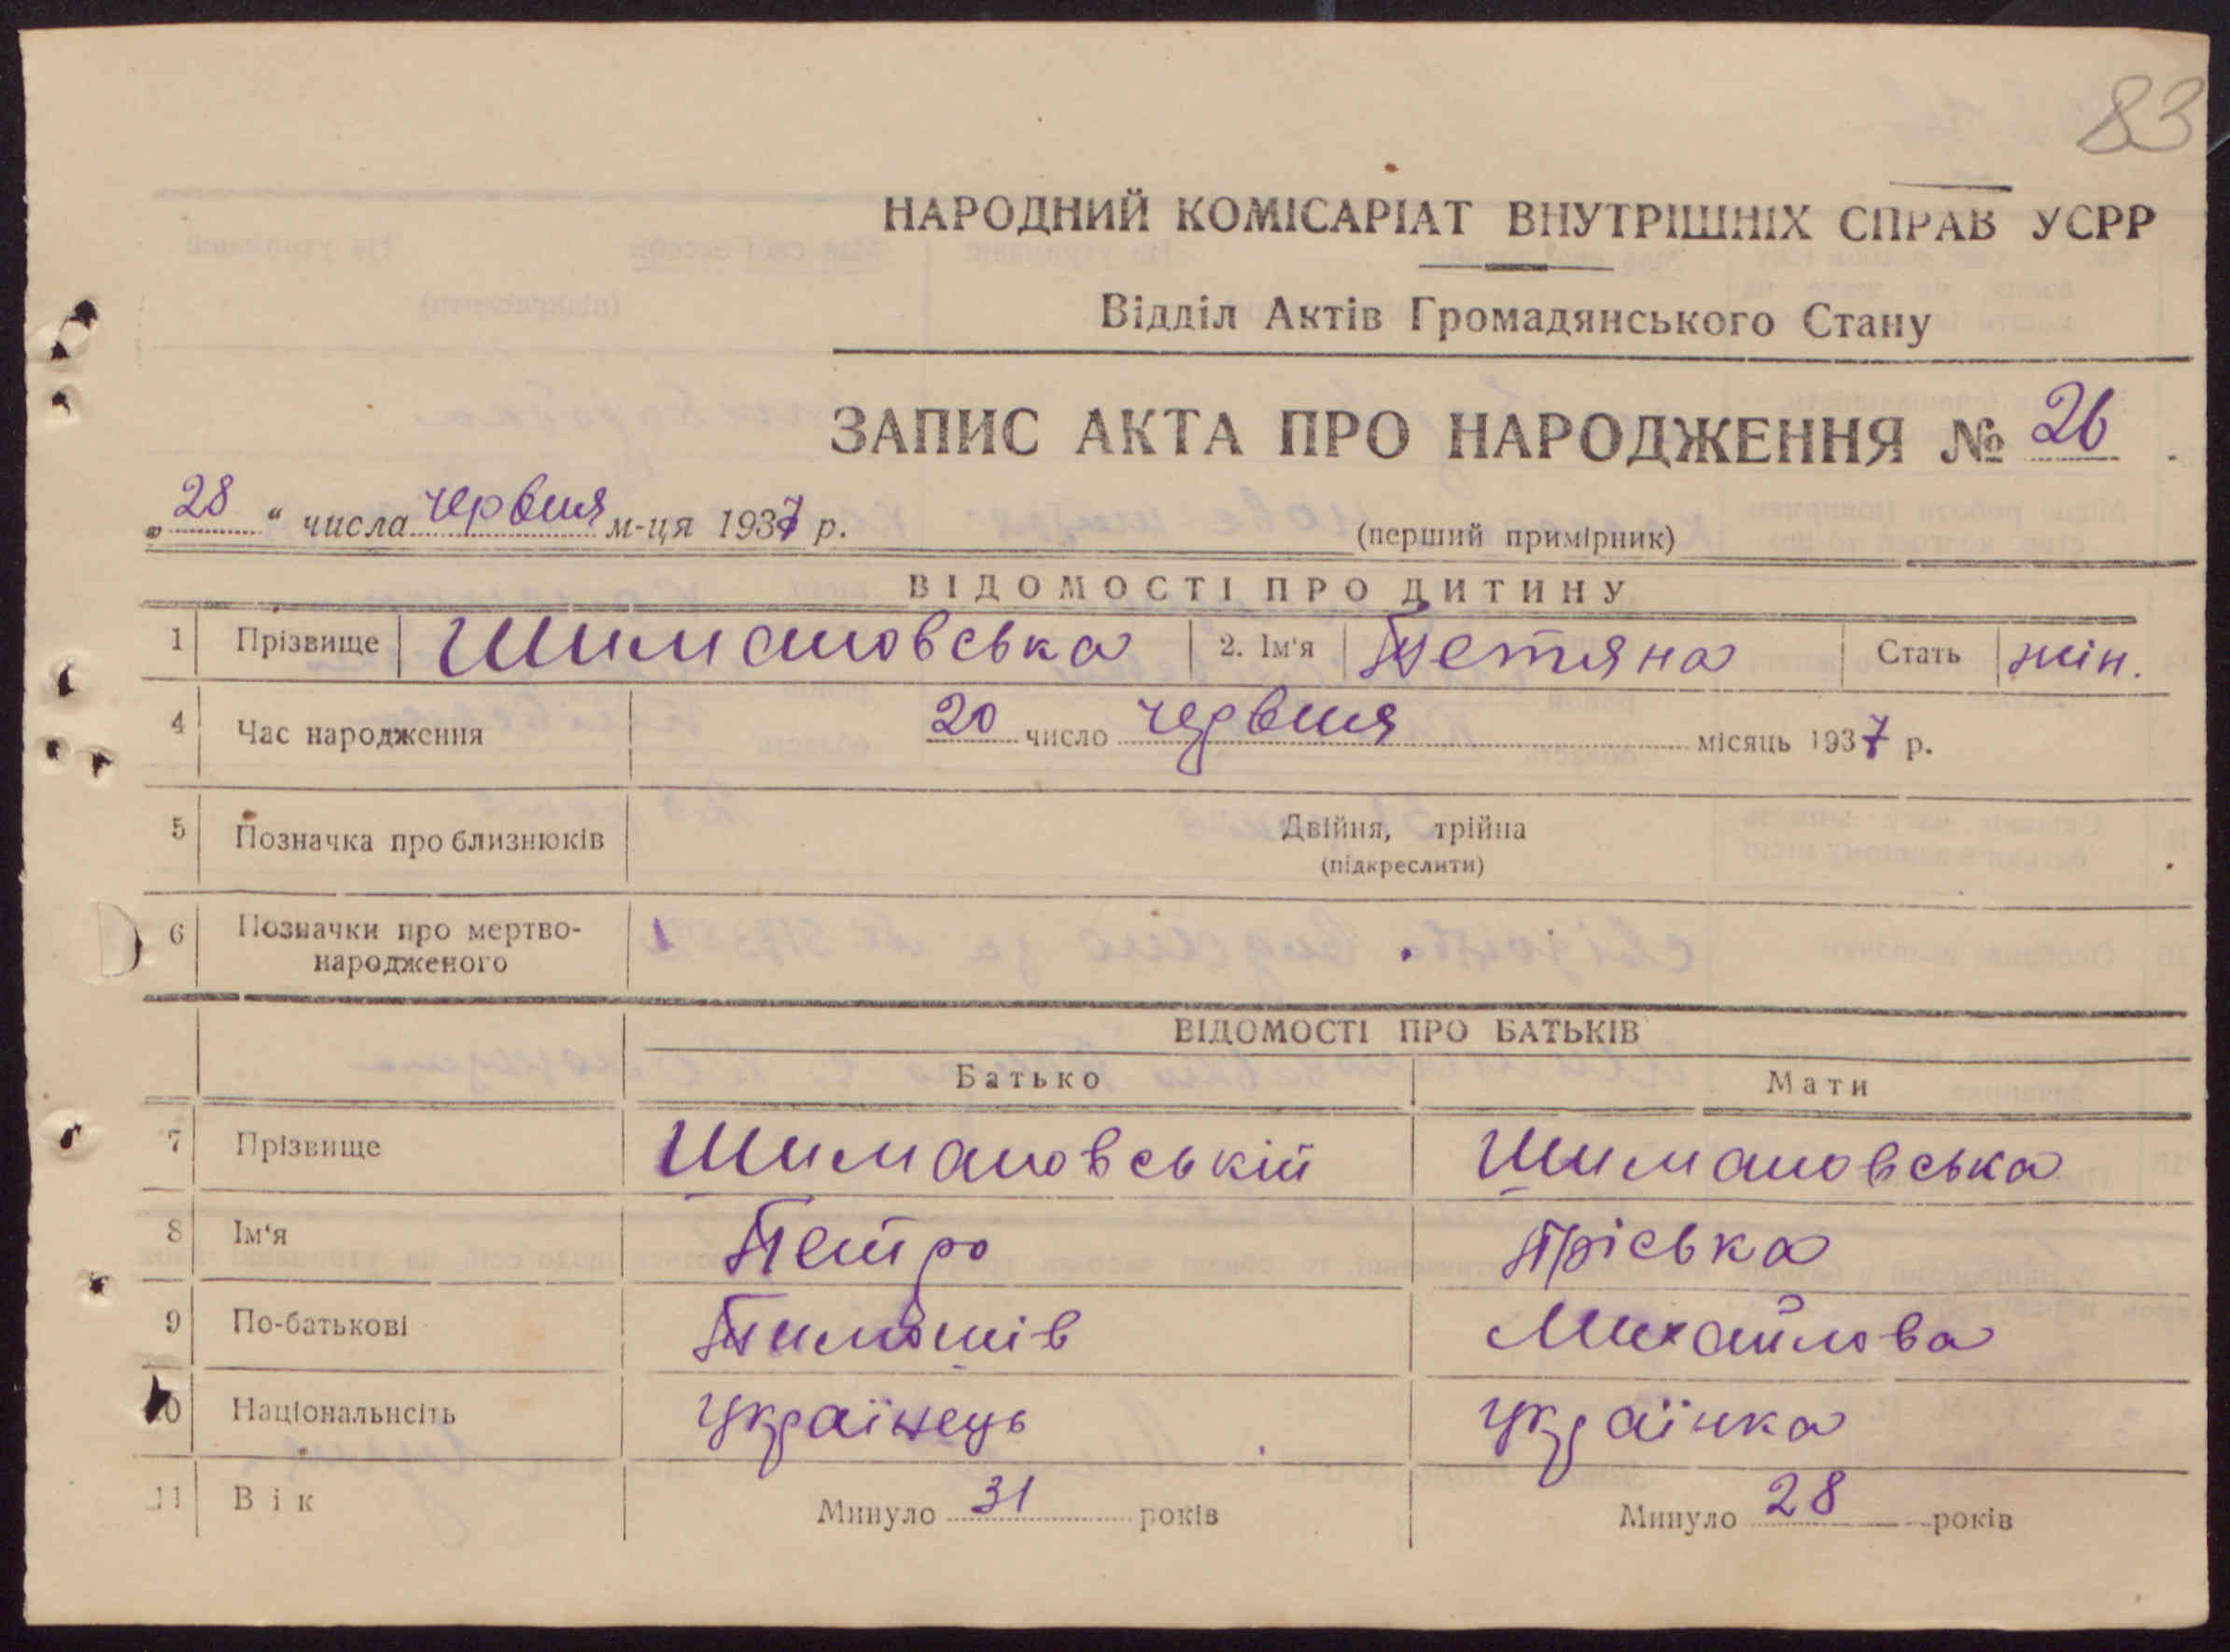 83
НАРОДНИЙ КОМІСАРІАТ ВНУТРІШНІХ СПРАВ УСРР
Відділ Актів Громадянського Стану
ЗАПИС АКТА ПРО НАРОДЖЕННЯ № 26
„28“ числа червня м-ця 1937 р.
(перший примірник)
ВІДОМОСТІ ПРО ДИТИНУ
1 Прізвище Шимановська 2. Ім'я Тетяна Стать жін.
4 Час народження 20 число червня місяць 1937 р.
5 Позначка про близнюків Двійня, трійна
(підкреслити)
6 Позначки про мертво-
народженого
ВІДОМОСТІ ПРО БАТЬКІВ
Батько Мати
7 Прізвище Шимановській Шимановська
8 Ім'я Петро Пріська
9 По-батькові Тимошів Михайлова
10 Національнсіть Українець Українка
11 Вік Минуло 31 років Минуло 28 років